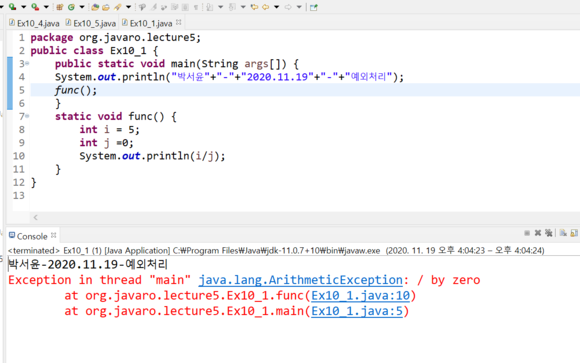 Ex10_4.java Ex10_5.java Ex10_1.java
1 package org.javaro.lecture5;
2 public class Ex10_1 {
3 public static void main(String args[]) {
4 System.out.println("박서윤"+"-"+"2020.11.19"+"-"+"예외처리");
5 func();
6 }
7 static void func() {
8 int i = 5;
9 int j =0;
10 System.out.println(i/j);
11 }
12 }
13
Console
<terminated> Ex10_1 (1) [Java Application] C:₩Program Files₩Java₩jdk-11.0.7+10₩bin₩javaw.exe (2020. 11. 19 오후 4:04:23 – 오후 4:04:24)
박서윤-2020.11.19-예외처리
Exception in thread "main" java.lang.ArithmeticException: / by zero
at org.javaro.lecture5.Ex10_1.func(Ex10_1.java:10)
at org.javaro.lecture5.Ex10_1.main(Ex10_1.java:5)